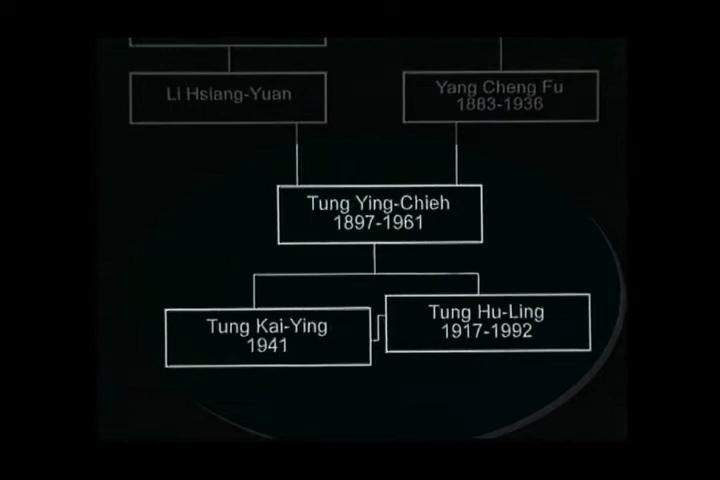 Li Hsiang-Yuan
Yang Cheng Fu
1883-1936
Tung Ying-Chieh
1897-1961
Tung Kai-Ying
1941
Tung Hu-Ling
1917-1992